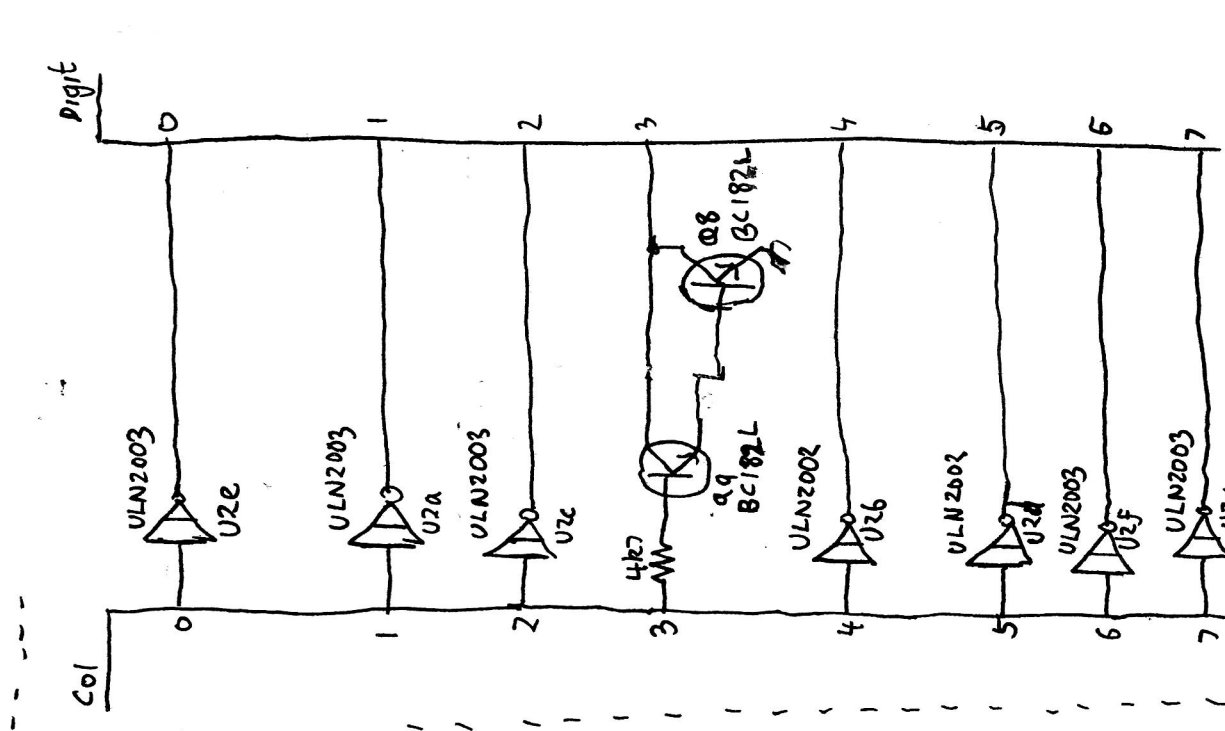 Digit
0
1
2
3
4
5
6
7
Q8
BC182L
ULN2003
U2e
ULN2003
U2a
ULN2003
U2c
Q9
BC182L
4k7
ULN2002
U2b
ULN2002
U2d
ULN2003
U2f
ULN2003
Col
0
1
2
3
4
5
6
7